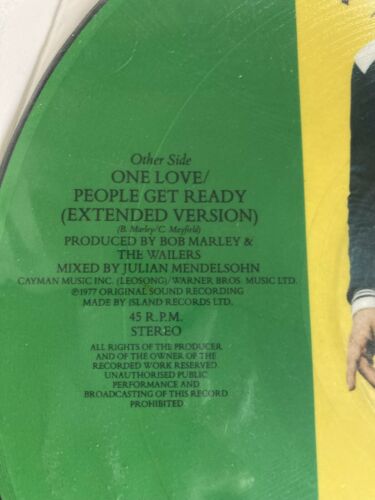 Other Side
ONE LOVE/
PEOPLE GET READY
(EXTENDED VERSION)
(B. Marley/C. Mayfield)
PRODUCED BY BOB MARLEY &
THE WAILERS
MIXED BY JULIAN MENDELSOHN
CAYMAN MUSIC INC. (LEOSONG)/WARNER BROS. MUSIC LTD.
℗1977 ORIGINAL SOUND RECORDING
MADE BY ISLAND RECORDS LTD.
45 R.P.M.
STEREO
ALL RIGHTS OF THE PRODUCER
AND OF THE OWNER OF THE
RECORDED WORK RESERVED
UNAUTHORISED PUBLIC
PERFORMANCE AND
BROADCASTING OF THIS RECORD
PROHIBITED